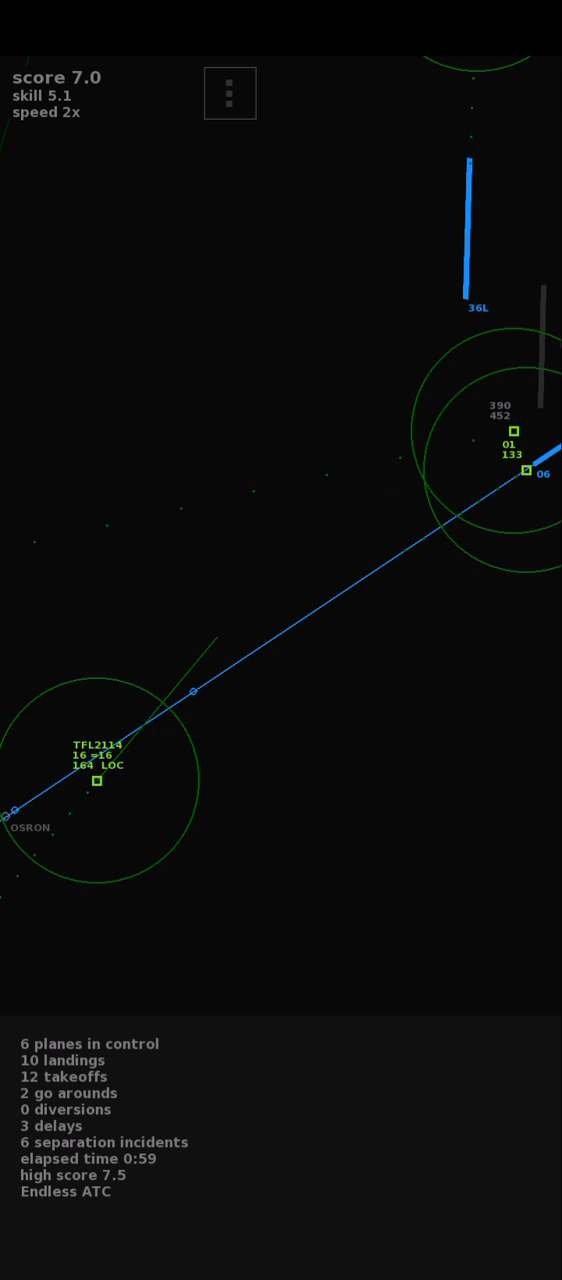 score 7.0
skill 5.1
speed 2x
36L
390
452
01
133
06
TFL2114
16 =16
164 LOC
OSRON
6 planes in control
10 landings
12 takeoffs
2 go arounds
0 diversions
3 delays
6 separation incidents
elapsed time 0:59
high score 7.5
Endless ATC